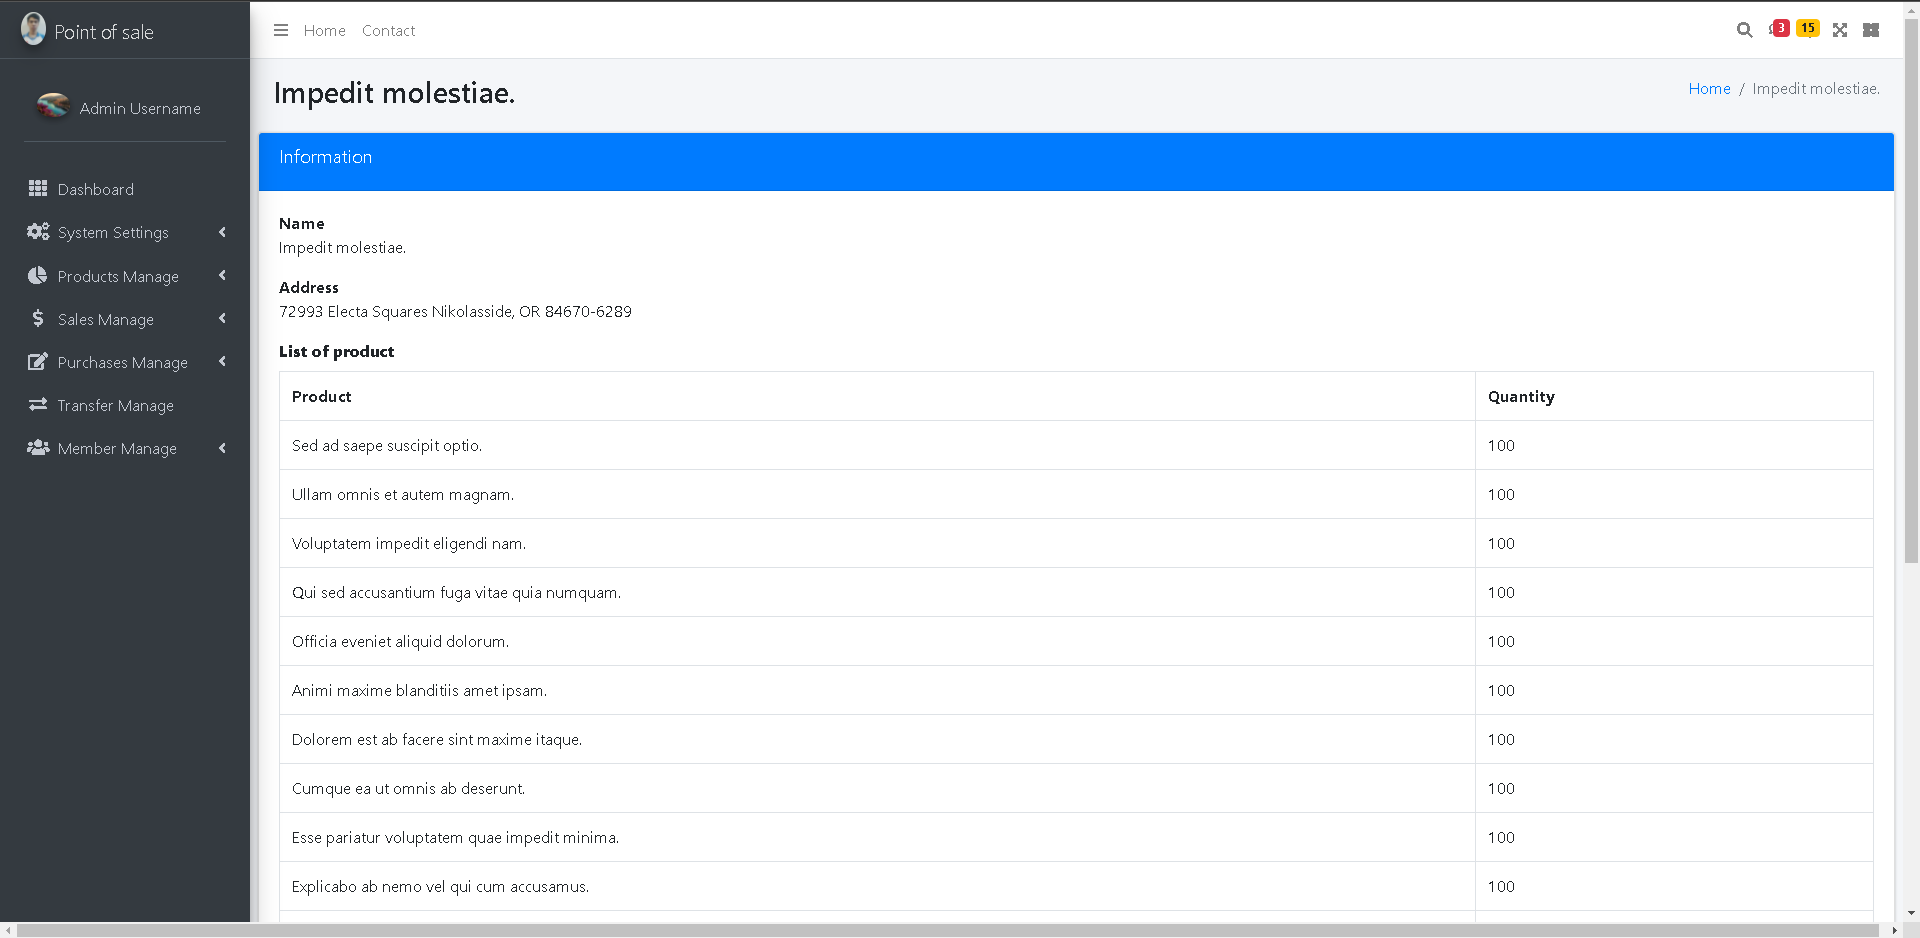 Point of sale
Home Contact
3 15
Admin Username
Dashboard
System Settings
Products Manage
Sales Manage
Purchases Manage
Transfer Manage
Member Manage
Impedit molestiae.
Home / Impedit molestiae.
Information
Name
Impedit molestiae.
Address
72993 Electa Squares Nikolasside, OR 84670-6289
List of product
Product Quantity
Sed ad saepe suscipit optio. 100
Ullam omnis et autem magnam. 100
Voluptatem impedit eligendi nam. 100
Qui sed accusantium fuga vitae quia numquam. 100
Officia eveniet aliquid dolorum. 100
Animi maxime blanditiis amet ipsam. 100
Dolorem est ab facere sint maxime itaque. 100
Cumque ea ut omnis ab deserunt. 100
Esse pariatur voluptatem quae impedit minima. 100
Explicabo ab nemo vel qui cum accusamus. 100